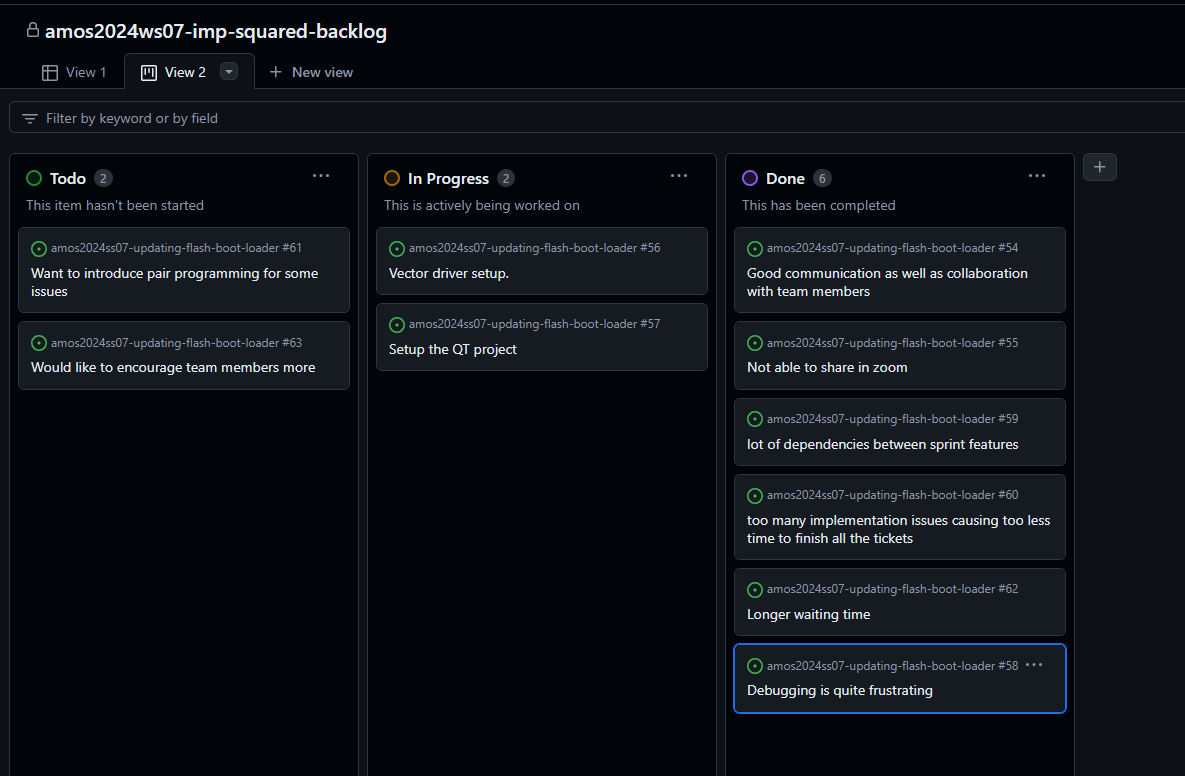 amos2024ws07-imp-squared-backlog
View 1
View 2
New view
Filter by keyword or by field
Todo 2
This item hasn't been started
amos2024ss07-updating-flash-boot-loader #61
Want to introduce pair programming for some
issues
amos2024ss07-updating-flash-boot-loader #63
Would like to encourage team members more
In Progress 2
This is actively being worked on
amos2024ss07-updating-flash-boot-loader #56
Vector driver setup.
amos2024ss07-updating-flash-boot-loader #57
Setup the QT project
Done 6
This has been completed
amos2024ss07-updating-flash-boot-loader #54
Good communication as well as collaboration
with team members
amos2024ss07-updating-flash-boot-loader #55
Not able to share in zoom
amos2024ss07-updating-flash-boot-loader #59
lot of dependencies between sprint features
amos2024ss07-updating-flash-boot-loader #60
too many implementation issues causing too less
time to finish all the tickets
amos2024ss07-updating-flash-boot-loader #62
Longer waiting time
amos2024ss07-updating-flash-boot-loader #58
Debugging is quite frustrating